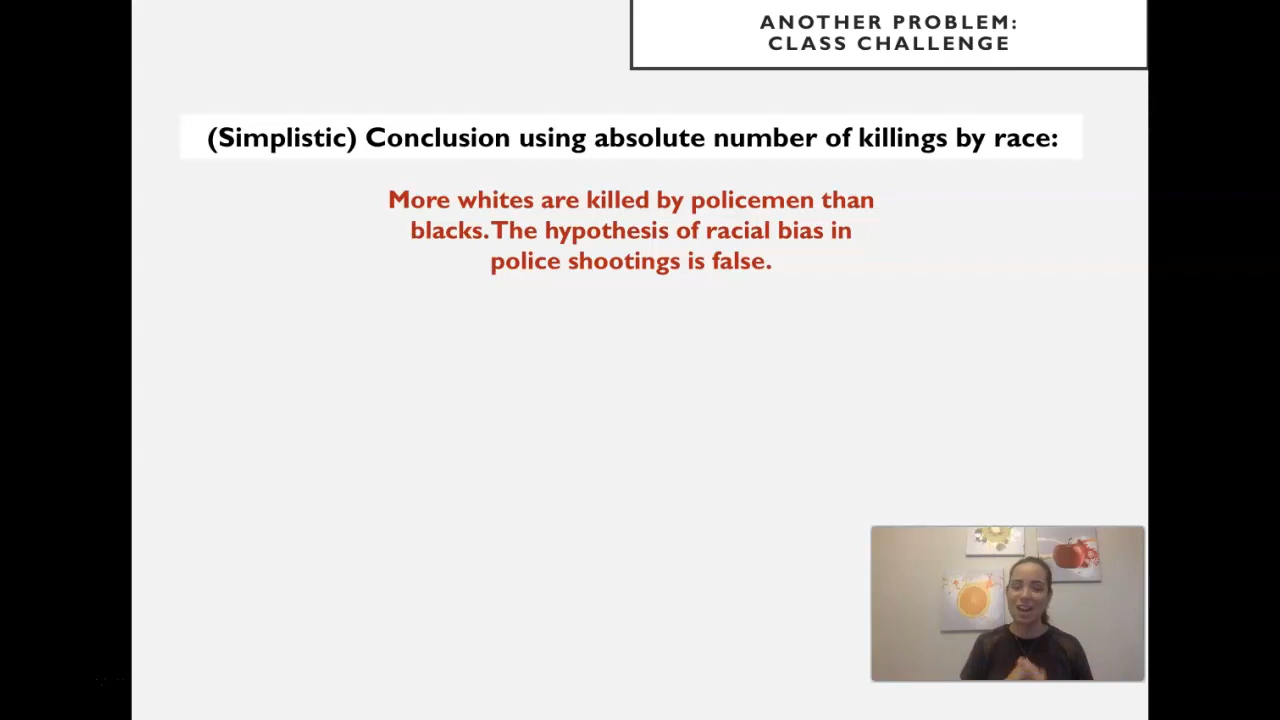 ANOTHER PROBLEM:
CLASS CHALLENGE
(Simplistic) Conclusion using absolute number of killings by race:
More whites are killed by policemen than
blacks. The hypothesis of racial bias in
police shootings is false.